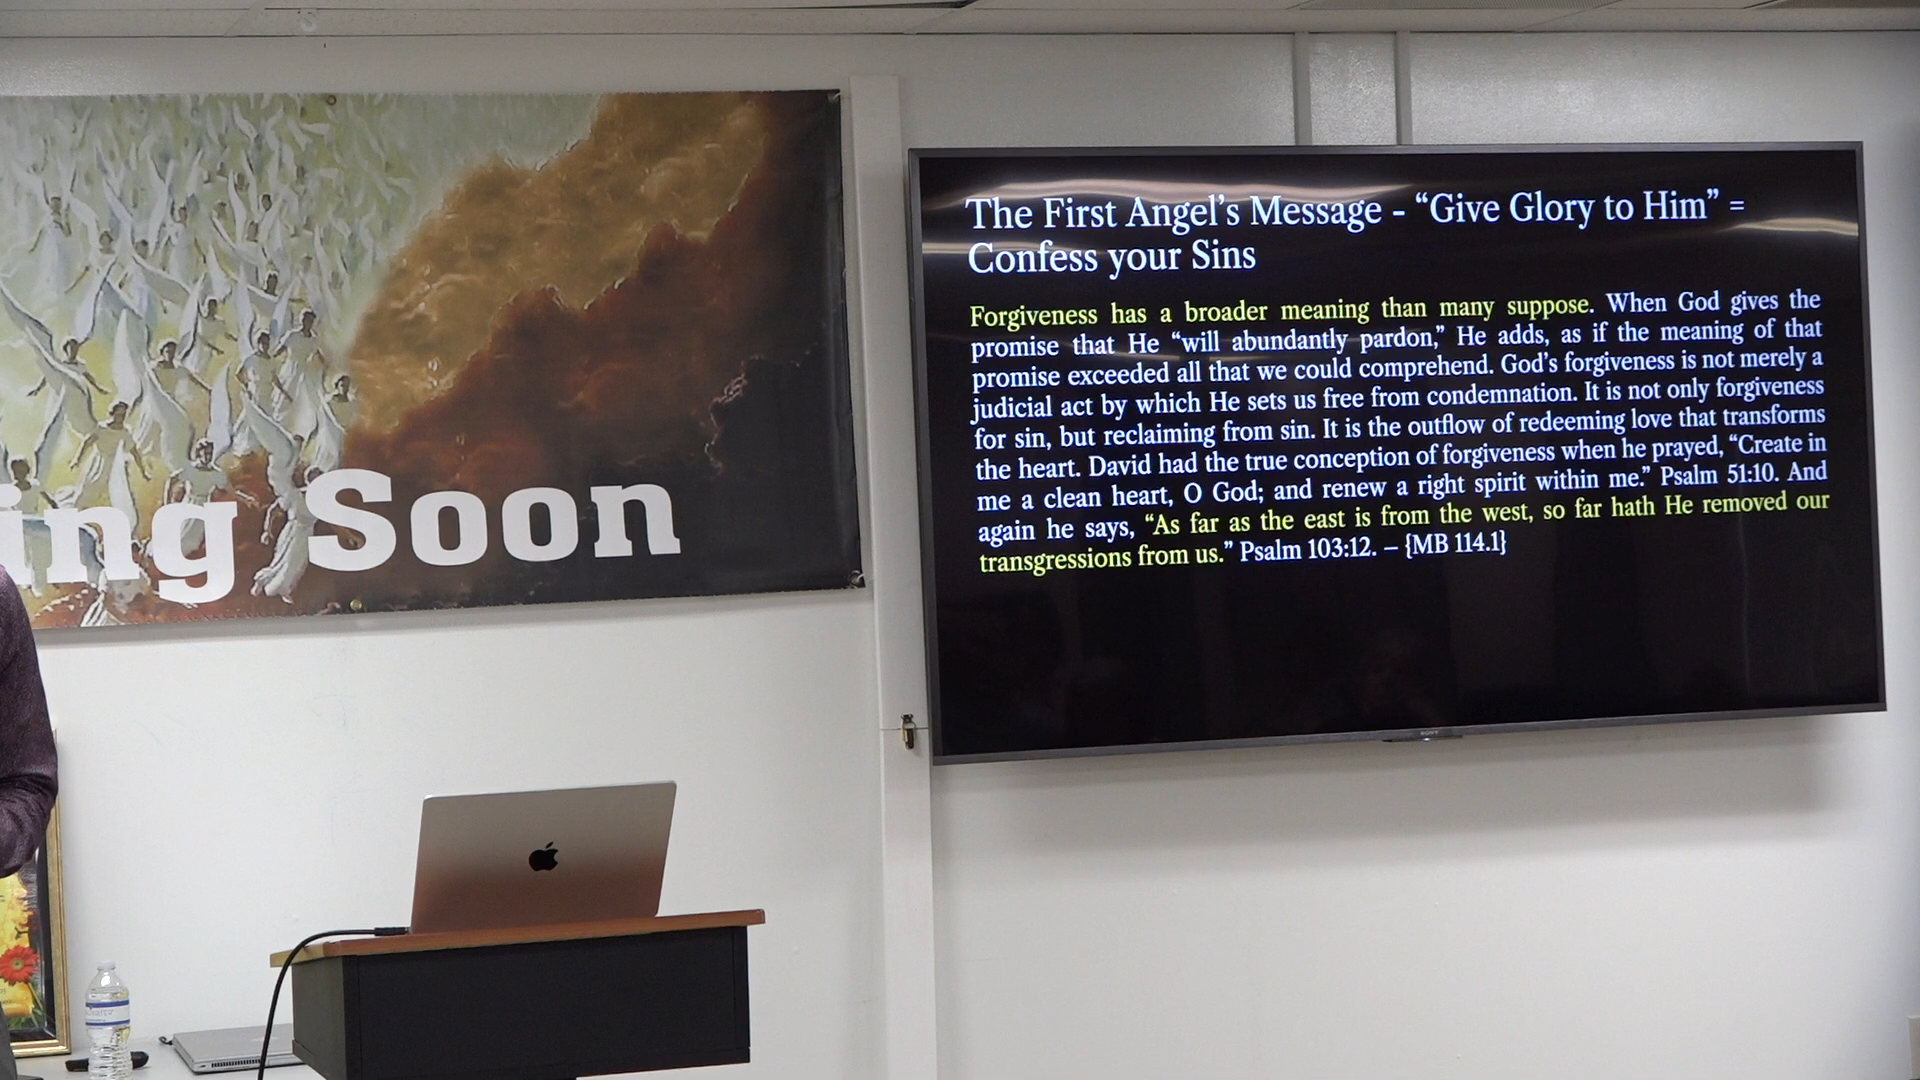 ing Soon
The First Angel's Message - “Give Glory to Him” =
Confess your Sins
Forgiveness has a broader meaning than many suppose. When God gives the
promise that He “will abundantly pardon,” He adds, as if the meaning of that
promise exceeded all that we could comprehend. God’s forgiveness is not merely a
judicial act by which He sets us free from condemnation. It is not only forgiveness
for sin, but reclaiming from sin. It is the outflow of redeeming love that transforms
the heart. David had the true conception of forgiveness when he prayed, “Create in
me a clean heart, O God; and renew a right spirit within me.” Psalm 51:10. And
again he says, “As far as the east is from the west, so far hath He removed our
transgressions from us.” Psalm 103:12. – {MB 114.1}
SONY